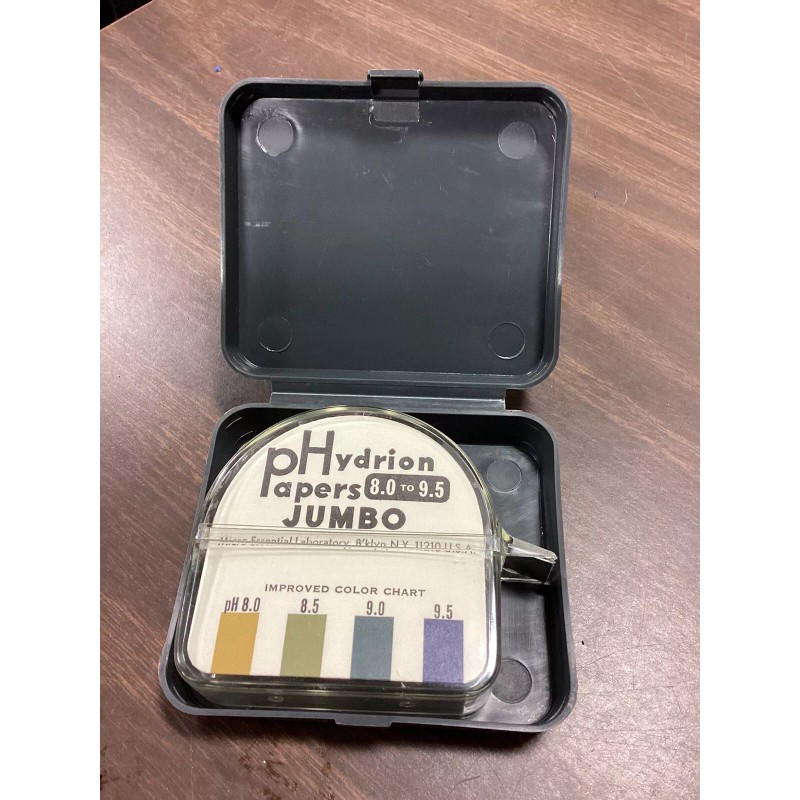 pHydrion
Papers 8.0 TO 9.5
JUMBO
Micro Essential Laboratory, B'klyn N.Y. 11210 U.S.A.
IMPROVED COLOR CHART
pH 8.0 8.5 9.0 9.5